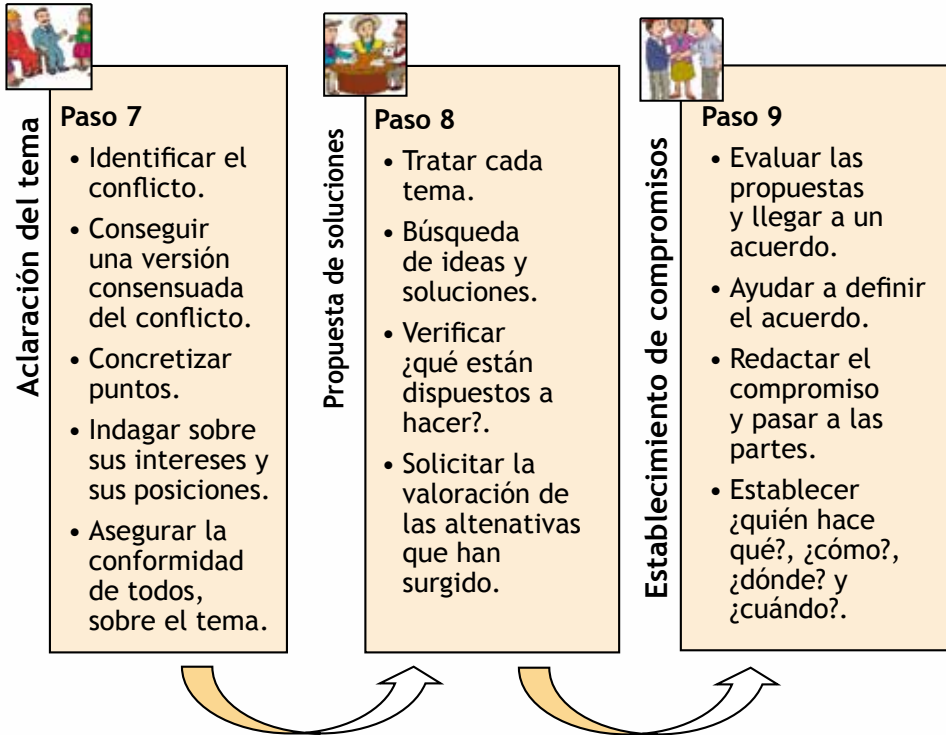 Aclaración del tema
Paso 7
• Identificar el
conflicto.
• Conseguir
una versión
consensuada
del conflicto.
• Concretizar
puntos.
• Indagar sobre
sus intereses y
sus posiciones.
• Asegurar la
conformidad
de todos,
sobre el tema.
Propuesta de soluciones
Paso 8
• Tratar cada
tema.
• Búsqueda
de ideas y
soluciones.
• Verificar
¿qué están
dispuestos a
hacer?.
• Solicitar la
valoración de
las altenativas
que han
surgido.
Establecimiento de compromisos
Paso 9
• Evaluar las
propuestas
y llegar a un
acuerdo.
• Ayudar a definir
el acuerdo.
• Redactar el
compromiso
y pasar a las
partes.
• Establecer
¿quién hace
qué?, ¿cómo?,
¿dónde? y
¿cuándo?.